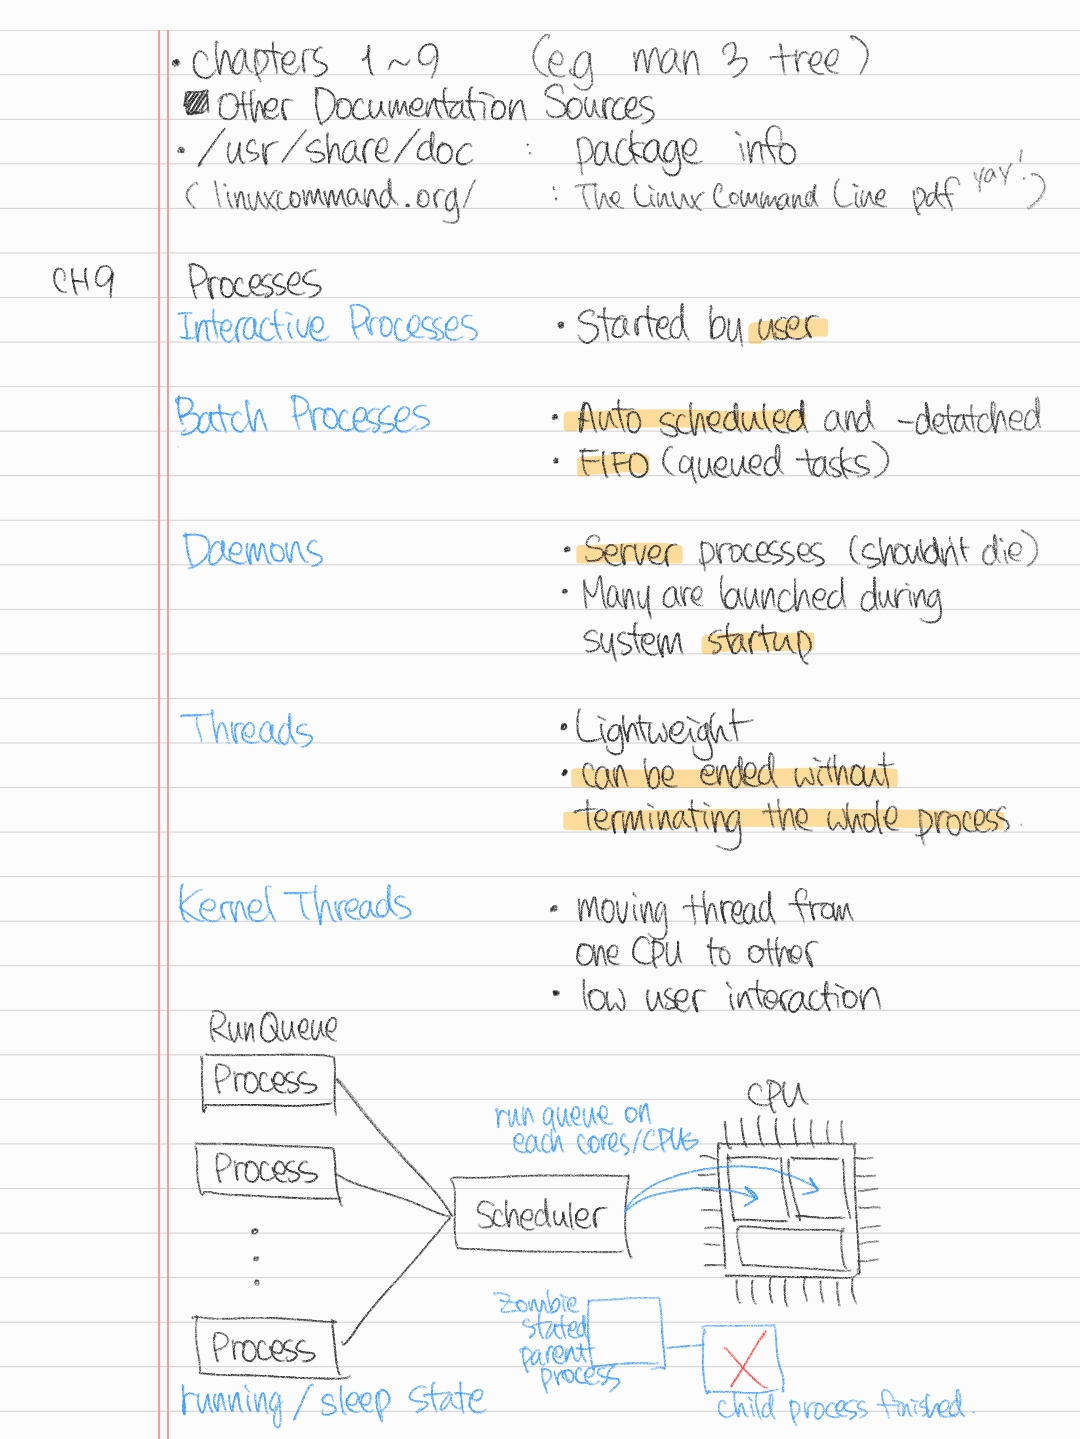 • chapters 1~9 (e.g man 3 tree)
Other Documentation Sources
• /usr/share/doc : package info
(linuxcommand.org/ : The Linux Command Line pdf yay!)
CH9 Processes
Interactive Processes • Started by user
Batch Processes • Auto scheduled and -detatched
• FIFO (queued tasks)
Daemons • Server processes (shouldn't die)
• Many are launched during
system startup
Threads • Lightweight
• can be ended without
terminating the whole process.
Kernel Threads • moving thread from
one CPU to other
• low user interaction
RunQueue
Process
CPU
run queue on
each cores/CPUs
Process
Scheduler
Process
Zombie
stated
parent
process
running/sleep state
child process finished.